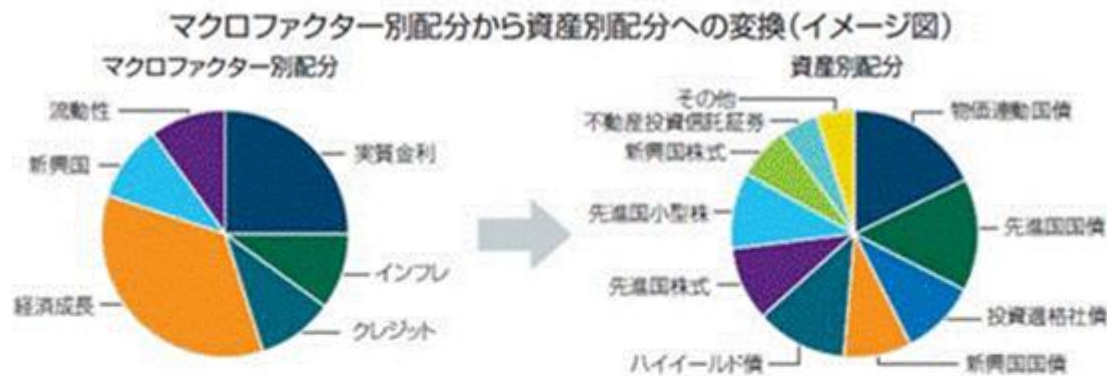 マクロファクター別配分から資産別配分への変換(イメージ図)
マクロファクター別配分
流動性
実質金利
新興国
インフレ
経済成長
クレジット
資産別配分
その他
物価連動国債
不動産投資信託証券
新興国株式
先進国小型株
先進国国債
先進国株式
投資適格社債
ハイイールド債
新興国国債